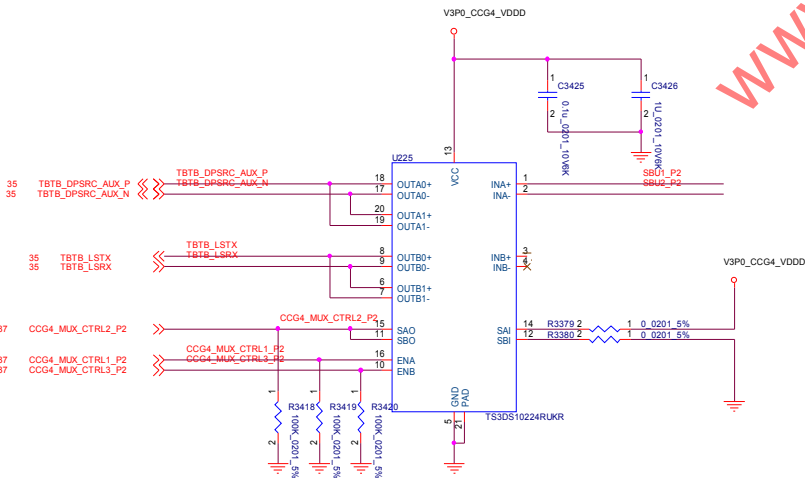 V3P0_CCG4_VDDD
WWW
1
C3425
2
0.1u_0201_10V6K
1
C3426
2
1U_0201_10V6K
U225
13
VCC
35 TBTB_DPSRC_AUX_P
TBTB_DPSRC_AUX_P
18 OUTA0+
INA+ 1
SBU1_P2
35 TBTB_DPSRC_AUX_N
TBTB_DPSRC_AUX_N
17 OUTA0-
INA- 2
SBU2_P2
20 OUTA1+
19 OUTA1-
35 TBTB_LSTX
TBTB_LSTX
8 OUTB0+
INB+ 3
35 TBTB_LSRX
TBTB_LSRX
9 OUTB0-
INB- 4
V3P0_CCG4_VDDD
6 OUTB1+
7 OUTB1-
37 CCG4_MUX_CTRL2_P2
CCG4_MUX_CTRL2_P2
15 SAO
SAI 14
R3379 2 1 0_0201_5%
11 SBO
SBI 12
R3380 2 1 0_0201_5%
37 CCG4_MUX_CTRL1_P2
CCG4_MUX_CTRL1_P2
16 ENA
37 CCG4_MUX_CTRL3_P2
CCG4_MUX_CTRL3_P2
10 ENB
GND
PAD
5
21
TS3DS10224RUKR
1
R3418
2
100K_0201_5%
1
R3419
2
100K_0201_5%
1
R3420
2
100K_0201_5%